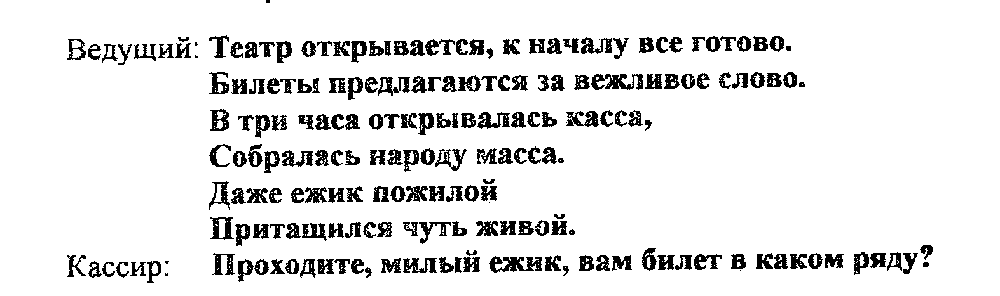 Ведущий: Театр открывается, к началу все готово.
Билеты предлагаются за вежливое слово.
В три часа открывалась касса,
Собралась народу масса.
Даже ежик пожилой
Притащился чуть живой.
Кассир: Проходите, милый ежик, вам билет в каком ряду?